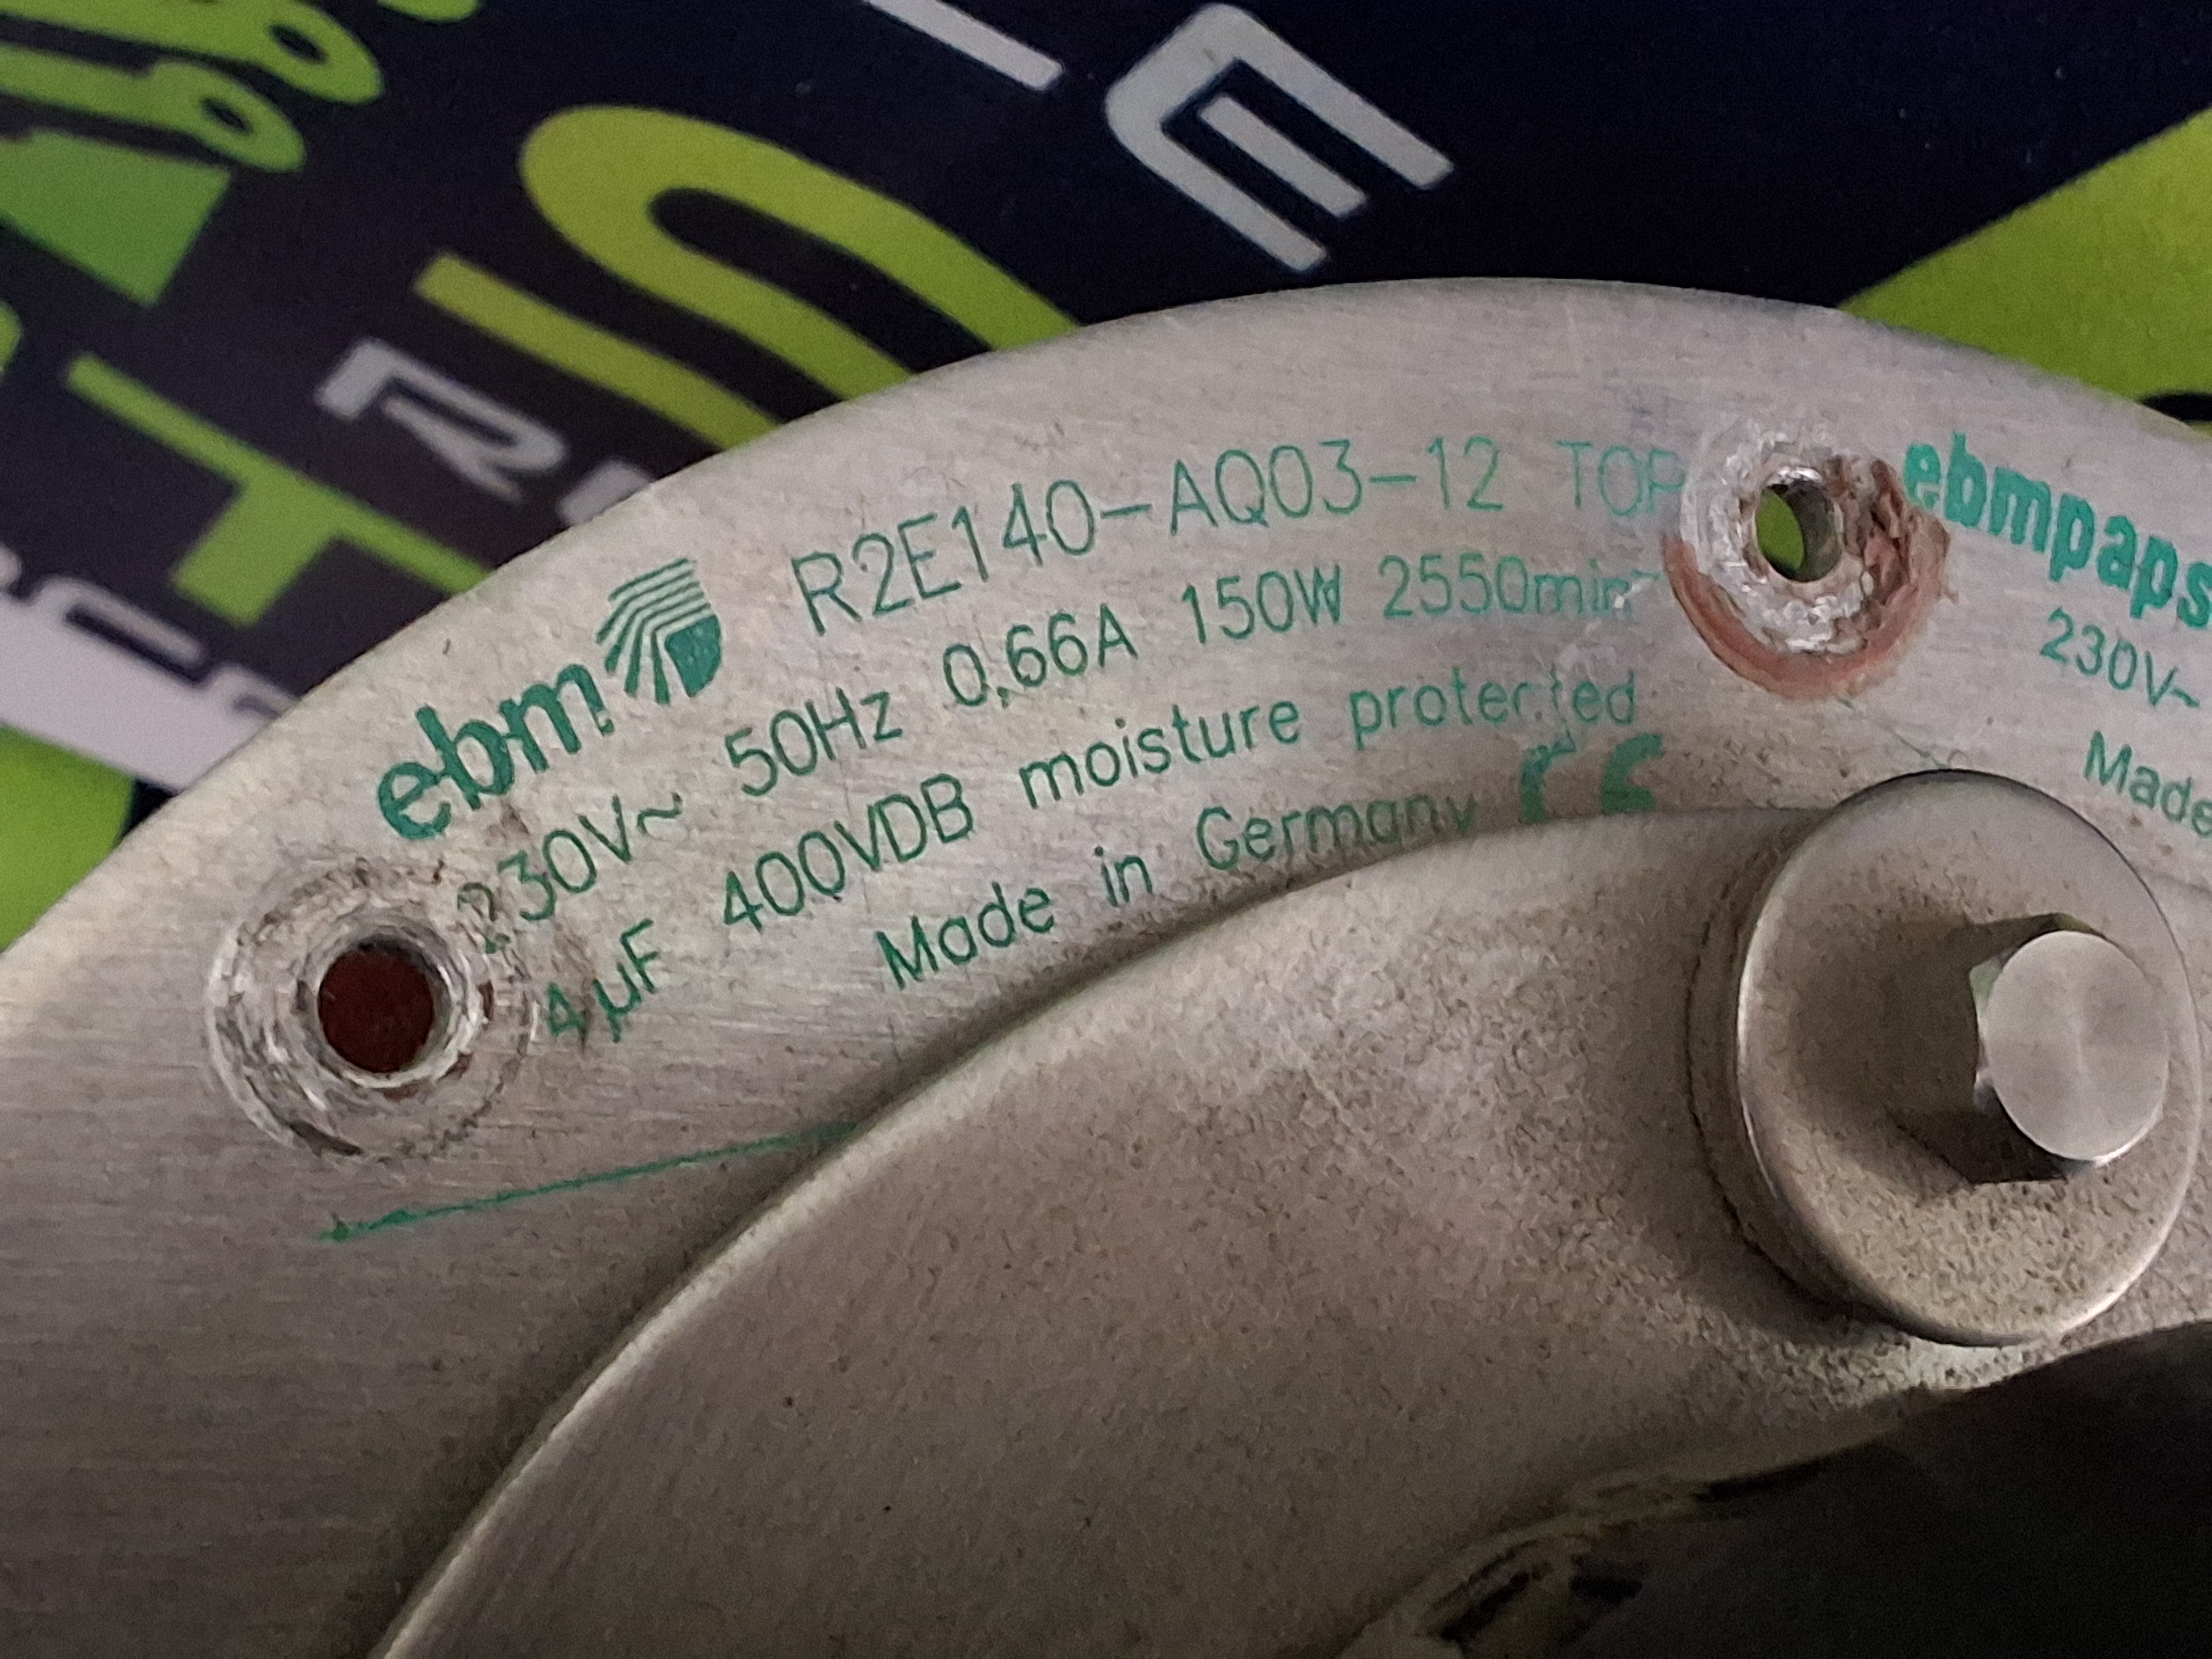 ebm R2E140-AQ03-12 TOP
230V~ 50Hz 0,66A 150W 2550min
4µF 400VDB moisture protected
Made in Germany CE
ebmpaps
230V~
Made